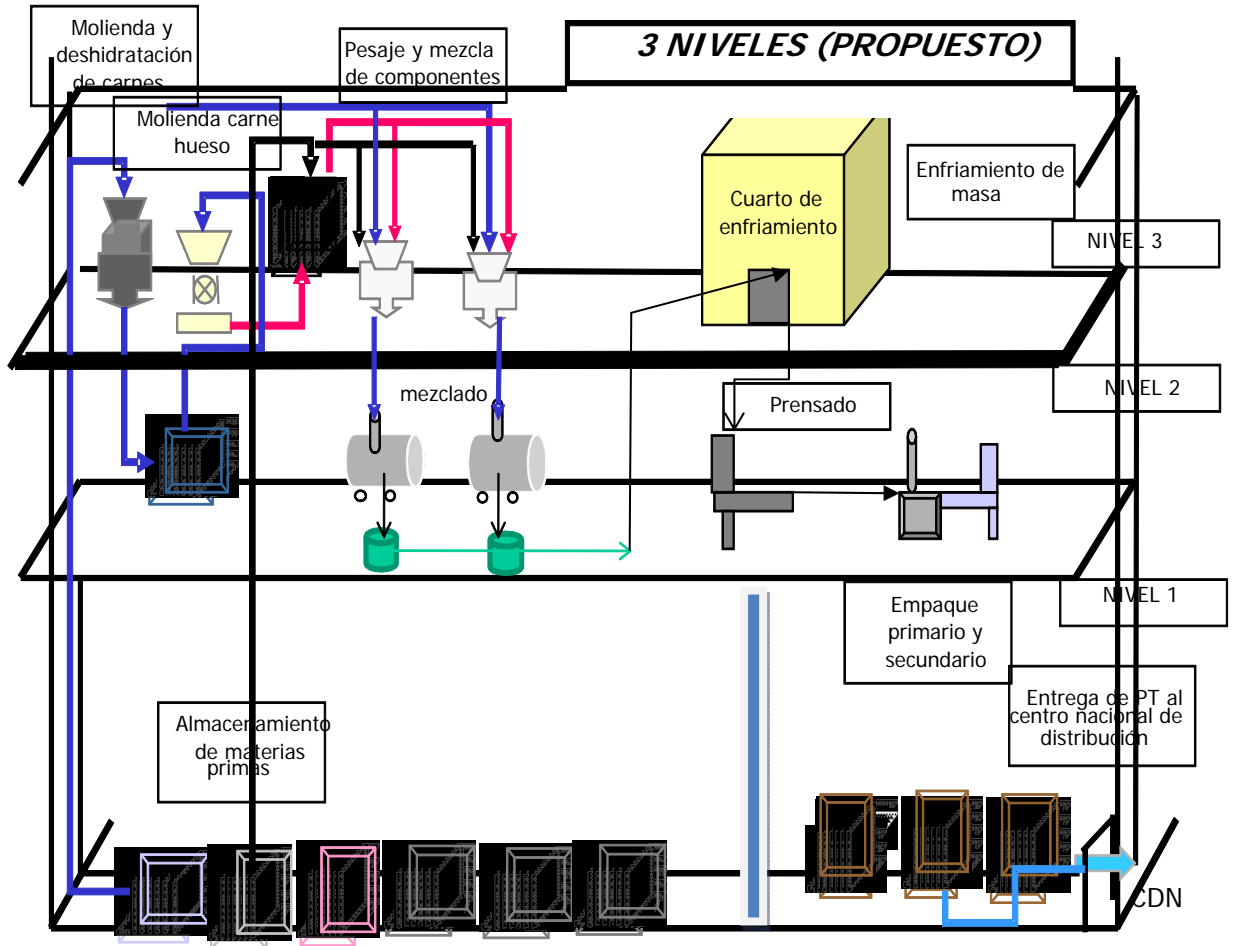 Molienda y
deshidratación
de carnes
Pesaje y mezcla
de componentes
3 NIVELES (PROPUESTO)
Molienda carne
hueso
Cuarto de
enfriamiento
Enfriamiento de
masa
NIVEL 3
NIVEL 2
mezclado
Prensado
NIVEL 1
Empaque
primario y
secundario
Entrega de PT al
centro nacional de
distribución
Almacenamiento
de materias
primas
CDN